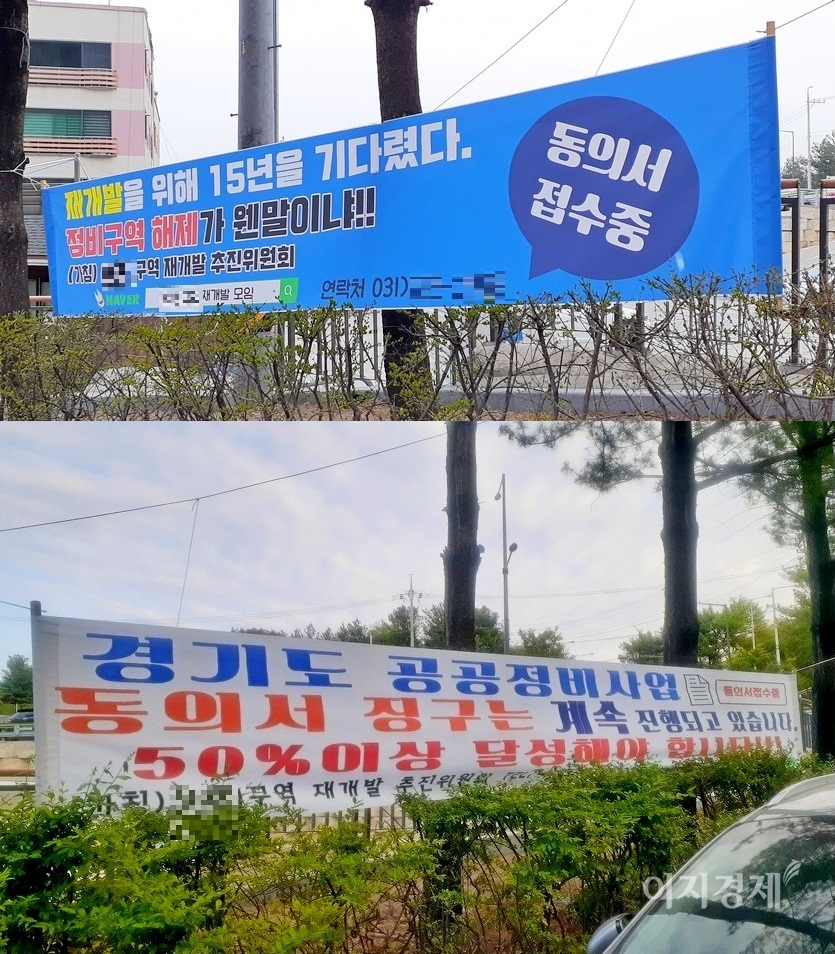 재개발을 위해 15년을 기다렸다.
정비구역 해제가 웬말이냐!!
(가칭) 구역 재개발 추진위원회
NAVER 재개발 모임
연락처 031)
동의서
접수중
경기도 공공정비사업
동의서접수중
동의서 징구는 계속 진행되고 있습니다.
50%이상 달성해야 합니다!!!
가칭) 구역 재개발 추진위원회
이지경제